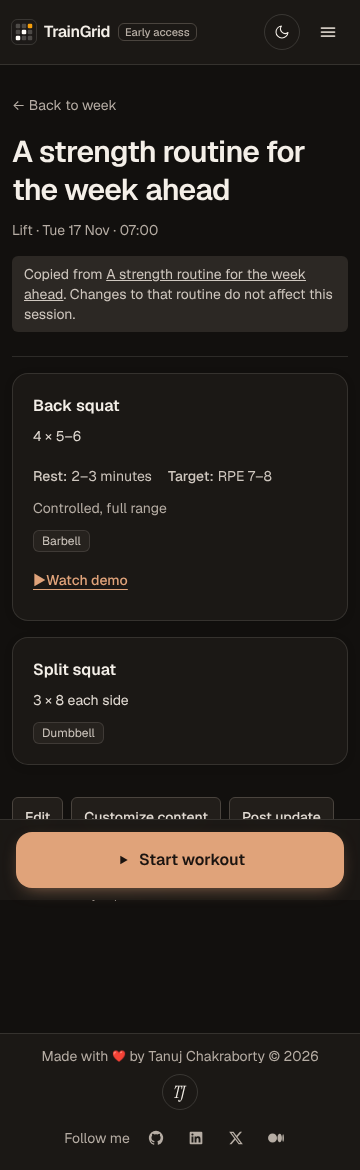 TrainGrid Early access
← Back to week
A strength routine for
the week ahead
Lift · Tue 17 Nov · 07:00
Copied from A strength routine for the week
ahead. Changes to that routine do not affect this
session.
Back squat
4 × 5–6
Rest: 2–3 minutes Target: RPE 7–8
Controlled, full range
Barbell
▶Watch demo
Split squat
3 × 8 each side
Dumbbell
Edit Customize content Post update
▶ Start workout
Made with ❤️ by Tanuj Chakraborty © 2026
TJ
Follow me